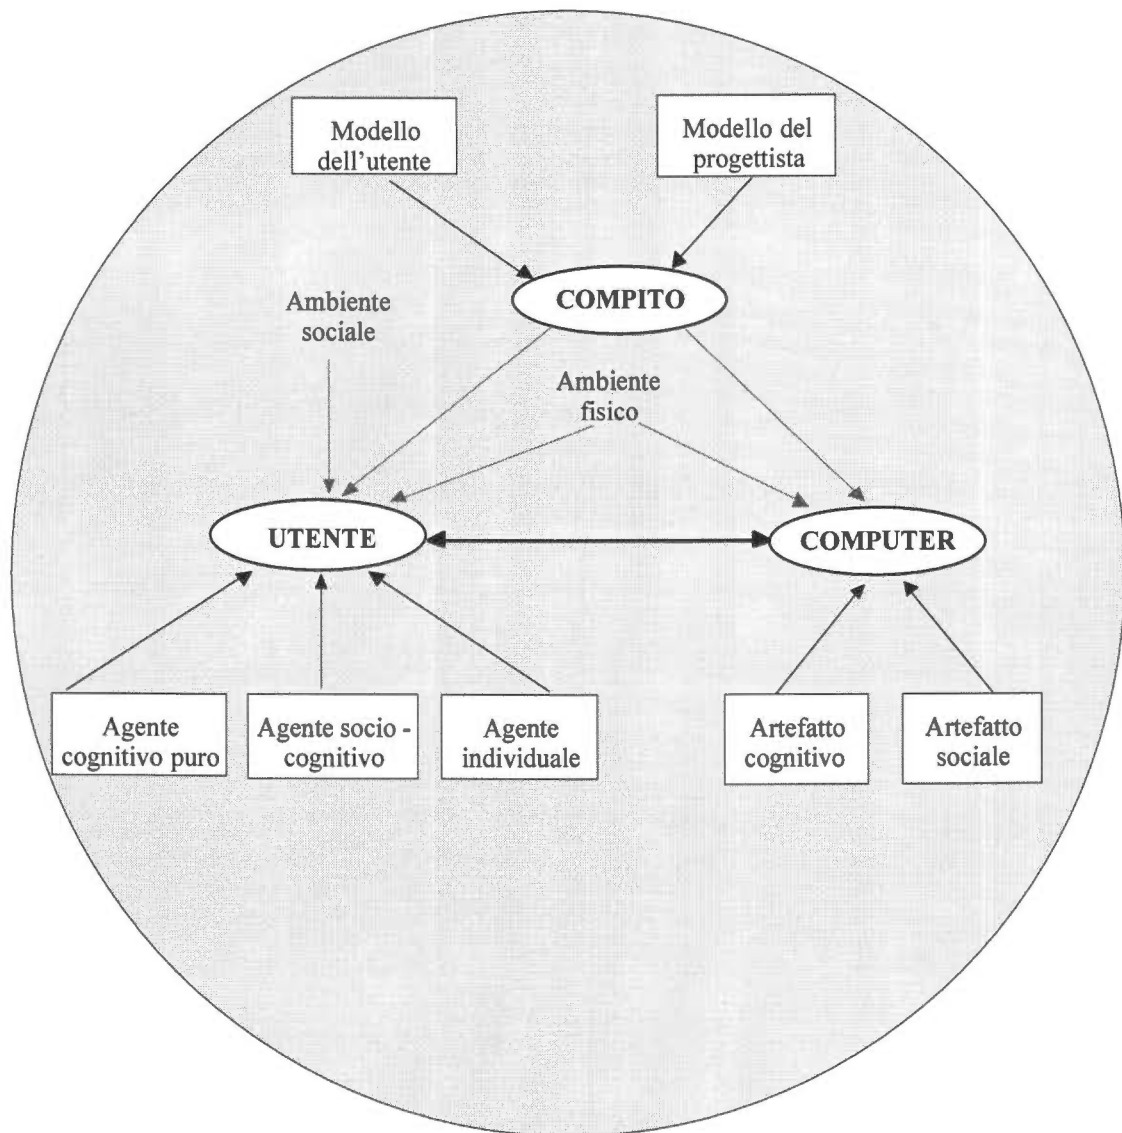 Modello
dell'utente
Modello del
progettista
COMPITO
Ambiente
sociale
Ambiente
fisico
UTENTE
COMPUTER
Agente
cognitivo puro
Agente socio -
cognitivo
Agente
individuale
Artefatto
cognitivo
Artefatto
sociale